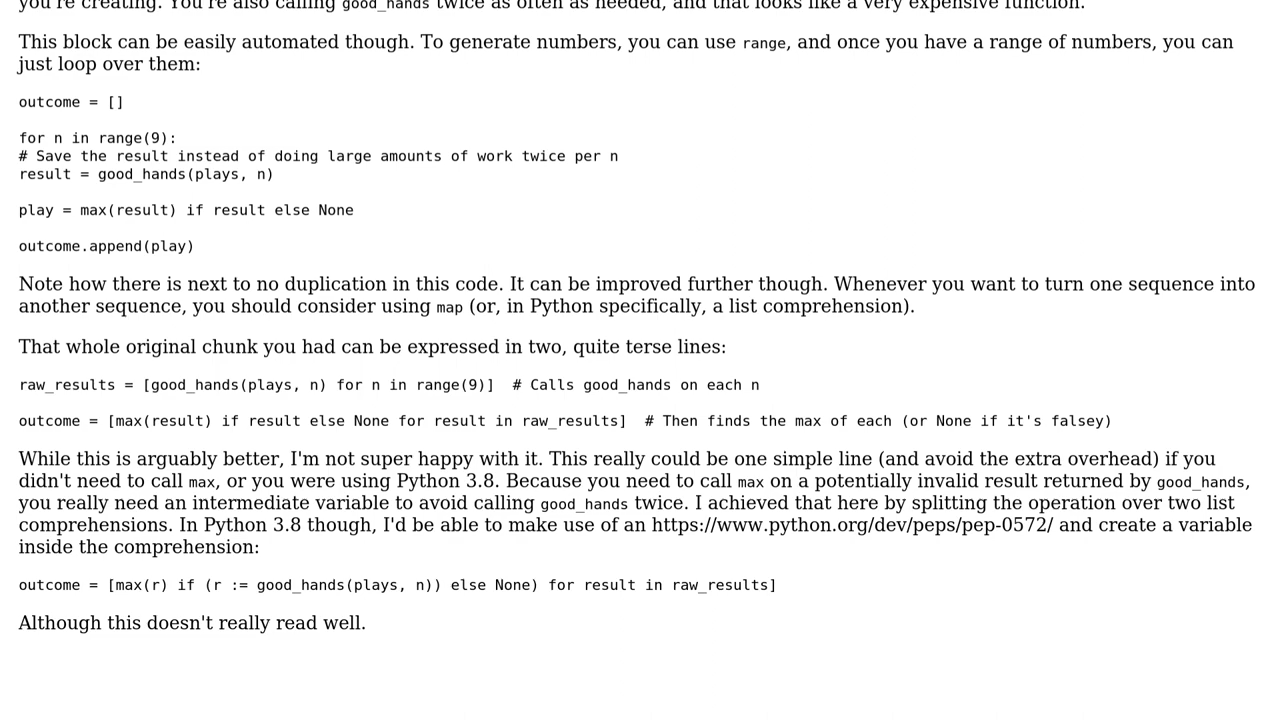 you're creating. You're also calling good_hands twice as often as needed, and that looks like a very expensive function.
This block can be easily automated though. To generate numbers, you can use range, and once you have a range of numbers, you can
just loop over them:
outcome = []
for n in range(9):
# Save the result instead of doing large amounts of work twice per n
result = good_hands(plays, n)
play = max(result) if result else None
outcome.append(play)
Note how there is next to no duplication in this code. It can be improved further though. Whenever you want to turn one sequence into
another sequence, you should consider using map (or, in Python specifically, a list comprehension).
That whole original chunk you had can be expressed in two, quite terse lines:
raw_results = [good_hands(plays, n) for n in range(9)]  # Calls good_hands on each n
outcome = [max(result) if result else None for result in raw_results]  # Then finds the max of each (or None if it's falsey)
While this is arguably better, I'm not super happy with it. This really could be one simple line (and avoid the extra overhead) if you
didn't need to call max, or you were using Python 3.8. Because you need to call max on a potentially invalid result returned by good_hands,
you really need an intermediate variable to avoid calling good_hands twice. I achieved that here by splitting the operation over two list
comprehensions. In Python 3.8 though, I'd be able to make use of an https://www.python.org/dev/peps/pep-0572/ and create a variable
inside the comprehension:
outcome = [max(r) if (r := good_hands(plays, n)) else None) for result in raw_results]
Although this doesn't really read well.